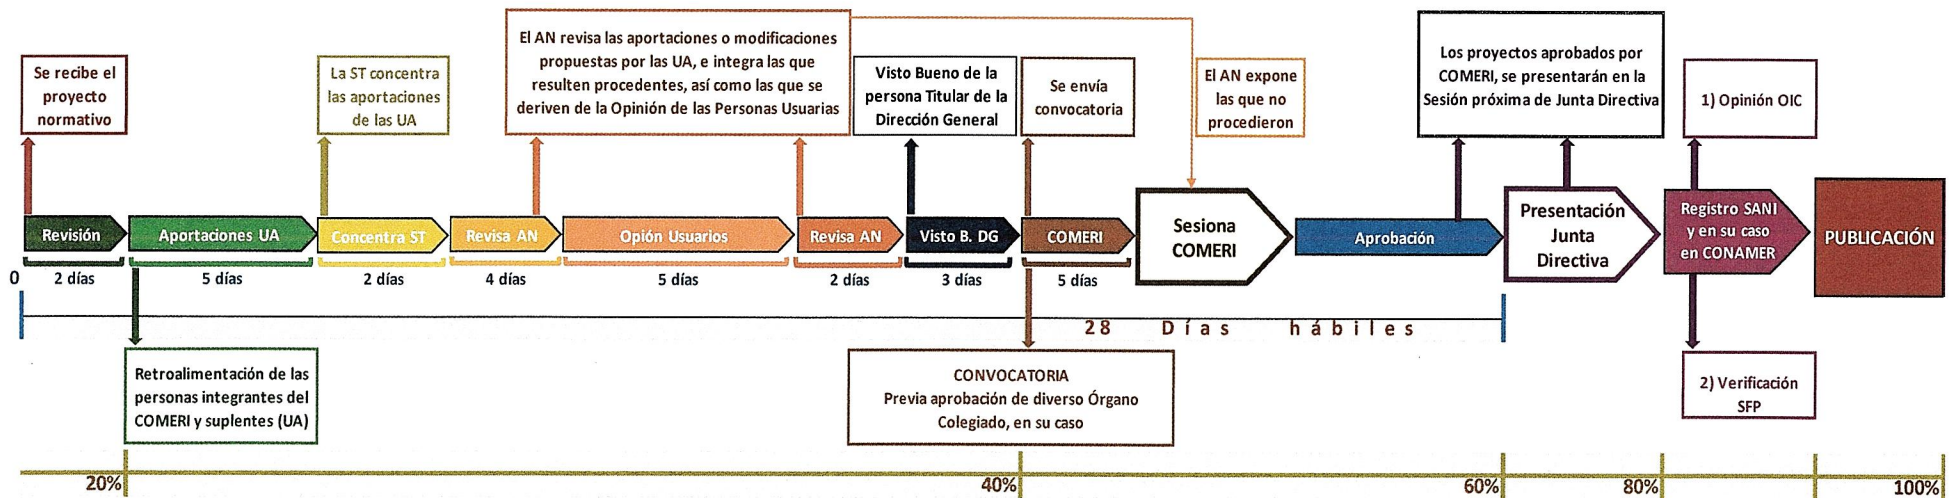 Se recibe el
proyecto
normativo
La ST concentra
las aportaciones
de las UA
El AN revisa las aportaciones o modificaciones
propuestas por las UA, e integra las que
resulten procedentes, así como las que se
deriven de la Opinión de las Personas Usuarias
Visto Bueno de la
persona Titular de la
Dirección General
Se envía
convocatoria
El AN expone
las que no
procedieron
Los proyectos aprobados por
COMERI, se presentarán en la
Sesión próxima de Junta Directiva
1) Opinión OIC
Revisión
Aportaciones UA
Concentra ST
Revisa AN
Opión Usuarios
Revisa AN
Visto B. DG
COMERI
Sesiona
COMERI
Aprobación
Presentación
Junta
Directiva
Registro SANI
y en su caso
en CONAMER
PUBLICACIÓN
0
2 días
5 días
2 días
4 días
5 días
2 días
3 días
5 días
28 Días hábiles
Retroalimentación de las
personas integrantes del
COMERI y suplentes (UA)
CONVOCATORIA
Previa aprobación de diverso Órgano
Colegiado, en su caso
2) Verificación
SFP
20%
40%
60%
80%
100%